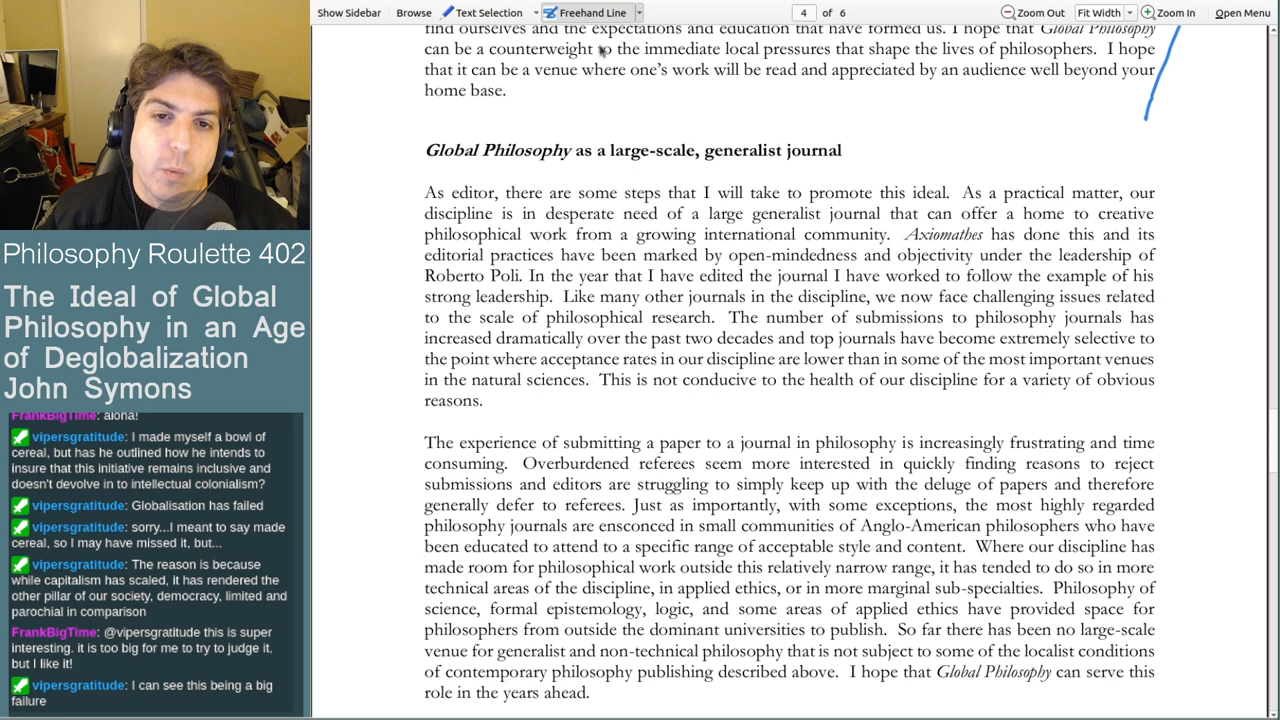 Show Sidebar Browse Text Selection Freehand Line 4 of 6 Zoom Out Fit Width Zoom In Open Menu
find ourselves and the expectations and education that have formed us. I hope that Global Philosophy
can be a counterweight to the immediate local pressures that shape the lives of philosophers. I hope
that it can be a venue where one's work will be read and appreciated by an audience well beyond your
home base.
Global Philosophy as a large-scale, generalist journal
As editor, there are some steps that I will take to promote this ideal. As a practical matter, our
discipline is in desperate need of a large generalist journal that can offer a home to creative
philosophical work from a growing international community. Axiomathes has done this and its
editorial practices have been marked by open-mindedness and objectivity under the leadership of
Roberto Poli. In the year that I have edited the journal I have worked to follow the example of his
strong leadership. Like many other journals in the discipline, we now face challenging issues related
to the scale of philosophical research. The number of submissions to philosophy journals has
increased dramatically over the past two decades and top journals have become extremely selective to
the point where acceptance rates in our discipline are lower than in some of the most important venues
in the natural sciences. This is not conducive to the health of our discipline for a variety of obvious
reasons.
The experience of submitting a paper to a journal in philosophy is increasingly frustrating and time
consuming. Overburdened referees seem more interested in quickly finding reasons to reject
submissions and editors are struggling to simply keep up with the deluge of papers and therefore
generally defer to referees. Just as importantly, with some exceptions, the most highly regarded
philosophy journals are ensconced in small communities of Anglo-American philosophers who have
been educated to attend to a specific range of acceptable style and content. Where our discipline has
made room for philosophical work outside this relatively narrow range, it has tended to do so in more
technical areas of the discipline, in applied ethics, or in more marginal sub-specialties. Philosophy of
science, formal epistemology, logic, and some areas of applied ethics have provided space for
philosophers from outside the dominant universities to publish. So far there has been no large-scale
venue for generalist and non-technical philosophy that is not subject to some of the localist conditions
of contemporary philosophy publishing described above. I hope that Global Philosophy can serve this
role in the years ahead.
Philosophy Roulette 402
The Ideal of Global
Philosophy in an Age
of Deglobalization
John Symons
FrankBigTime: aloha!
vipersgratitude: I made myself a bowl of
cereal, but has he outlined how he intends to
insure that this initiative remains inclusive and
doesn't devolve in to intellectual colonialism?
vipersgratitude: Globalisation has failed
vipersgratitude: sorry...I meant to say made
cereal, so I may have missed it, but...
vipersgratitude: The reason is because
while capitalism has scaled, it has rendered the
other pillar of our society, democracy, limited and
parochial in comparison
FrankBigTime: @vipersgratitude this is super
interesting. it is too big for me to try to judge it,
but I like it!
vipersgratitude: I can see this being a big
failure